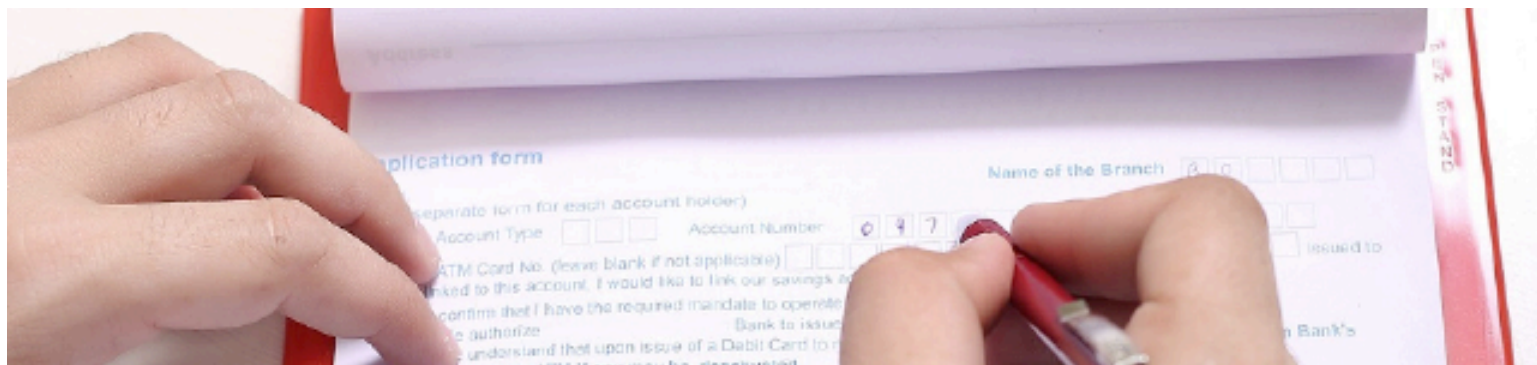 Address
plication form
Name of the Branch B O
separate form for each account holder)
Account Type Account Number 0 9 7
ATM Card No. (leave blank if not applicable) issued to
nked to this account, I would like to link our savings
confirm that I have the required mandate to operate
e authorize Bank to issue n Bank's
understand that upon issue of a Debit Card to